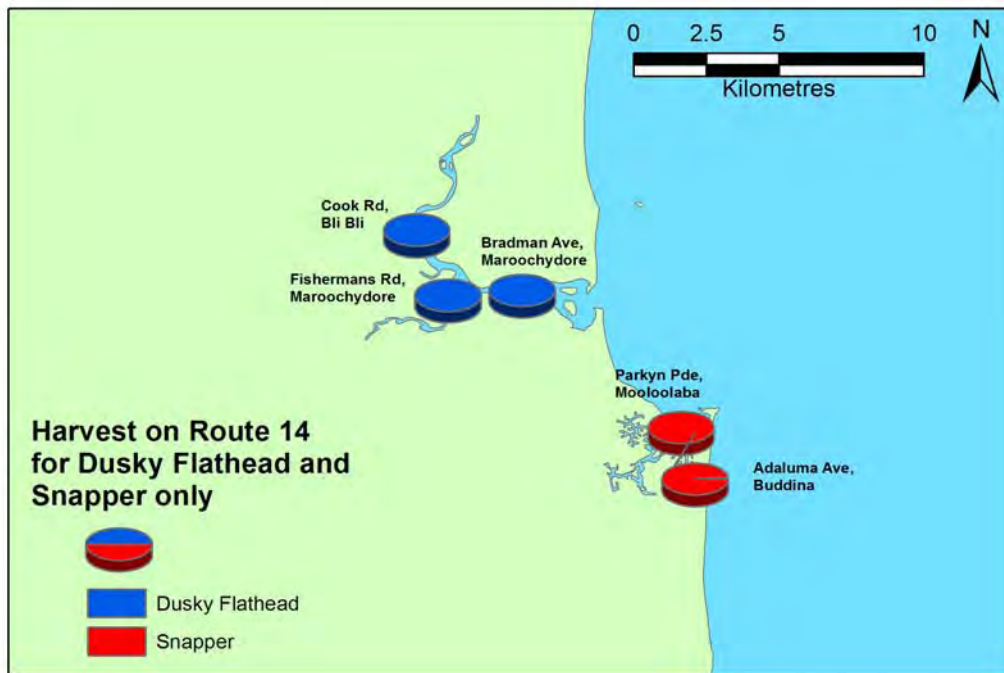 0 2.5 5 10
Kilometres
N
Cook Rd,
Bli Bli
Bradman Ave,
Maroochydore
Fishermans Rd,
Maroochydore
Parkyn Pde,
Mooloolaba
Adaluma Ave,
Buddina
Harvest on Route 14
for Dusky Flathead and
Snapper only
Dusky Flathead
Snapper